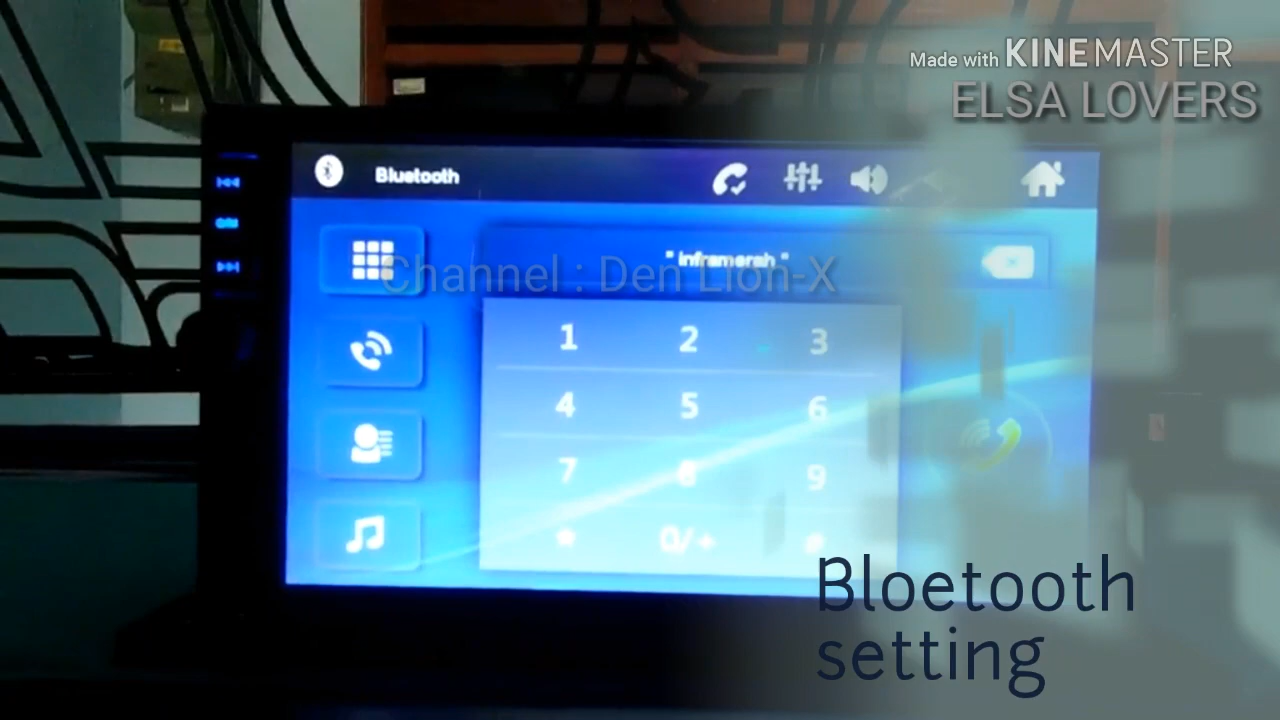 Made with KINEMASTER
ELSA LOVERS
Bluetooth
" inframerah "
Channel : Den Lion-X
1 2 3
4 5 6
7 8 9
* 0/+ #
Bloetooth
setting